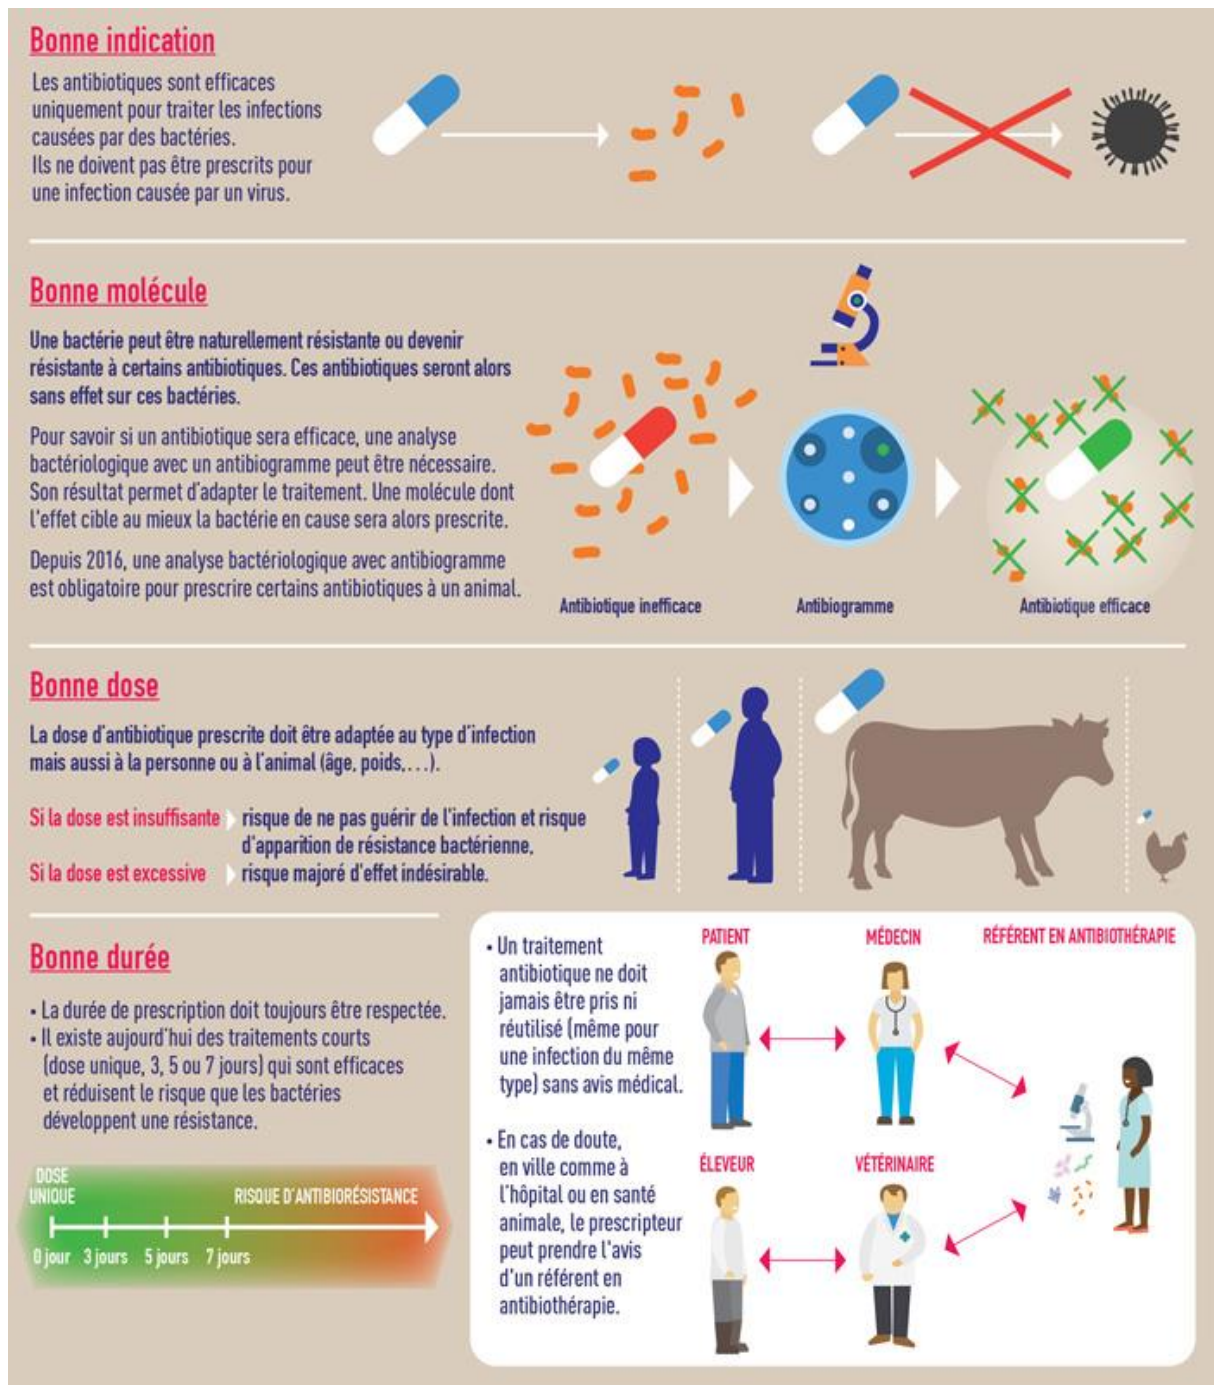 Bonne indication
Les antibiotiques sont efficaces
uniquement pour traiter les infections
causées par des bactéries.
Ils ne doivent pas être prescrits pour
une infection causée par un virus.
Bonne molécule
Une bactérie peut être naturellement résistante ou devenir
résistante à certains antibiotiques. Ces antibiotiques seront alors
sans effet sur ces bactéries.
Pour savoir si un antibiotique sera efficace, une analyse
bactériologique avec un antibiogramme peut être nécessaire.
Son résultat permet d'adapter le traitement. Une molécule dont
l'effet cible au mieux la bactérie en cause sera alors prescrite.
Depuis 2016, une analyse bactériologique avec antibiogramme
est obligatoire pour prescrire certains antibiotiques à un animal.
Antibiotique inefficace
Antibiogramme
Antibiotique efficace
Bonne dose
La dose d'antibiotique prescrite doit être adaptée au type d'infection
mais aussi à la personne ou à l'animal (âge, poids,...).
Si la dose est insuffisante risque de ne pas guérir de l'infection et risque
d'apparition de résistance bactérienne,
Si la dose est excessive risque majoré d'effet indésirable.
Bonne durée
• La durée de prescription doit toujours être respectée.
• Il existe aujourd'hui des traitements courts
(dose unique, 3, 5 ou 7 jours) qui sont efficaces
et réduisent le risque que les bactéries
développent une résistance.
DOSE
UNIQUE
RISQUE D'ANTIBIORÉSISTANCE
0 jour 3 jours 5 jours 7 jours
• Un traitement
antibiotique ne doit
jamais être pris ni
réutilisé (même pour
une infection du même
type) sans avis médical.
• En cas de doute,
en ville comme à
l'hôpital ou en santé
animale, le prescripteur
peut prendre l'avis
d'un référent en
antibiothérapie.
PATIENT
MÉDECIN
RÉFÉRENT EN ANTIBIOTHÉRAPIE
ÉLEVEUR
VÉTÉRINAIRE